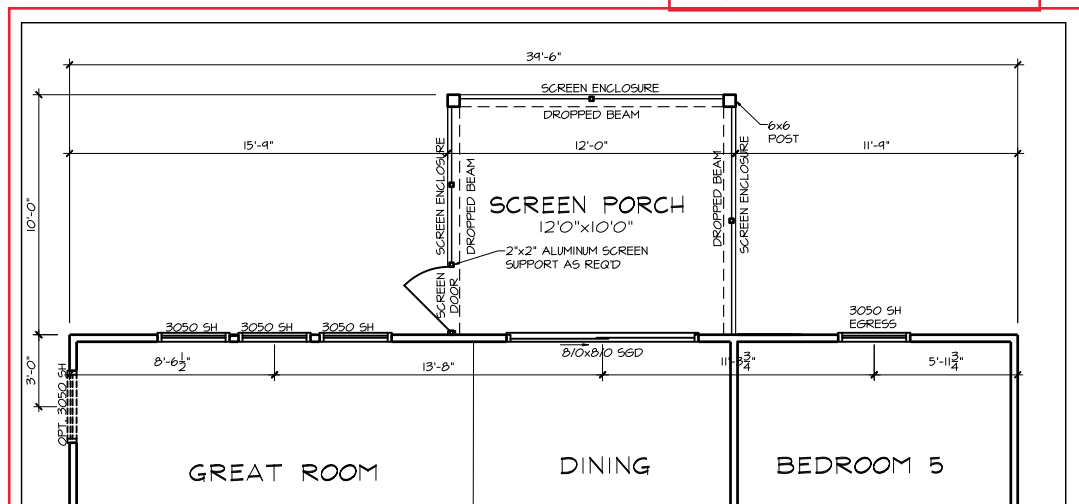 39'-6"
SCREEN ENCLOSURE
DROPPED BEAM
6x6
POST
15'-9"
12'-0"
11'-9"
SCREEN ENCLOSURE
DROPPED BEAM
DROPPED BEAM
SCREEN ENCLOSURE
10'-0"
SCREEN PORCH
12'0"x10'0"
2"x2" ALUMINUM SCREEN
SUPPORT AS REQ'D
SCREEN
DOOR
3050 SH
3050 SH
3050 SH
3050 SH
EGRESS
8/0x8/0 SGD
8'-6 1/2"
13'-8"
11'-8 3/4"
5'-11 3/4"
3'-0"
OPT. 3050 SH
GREAT ROOM
DINING
BEDROOM 5